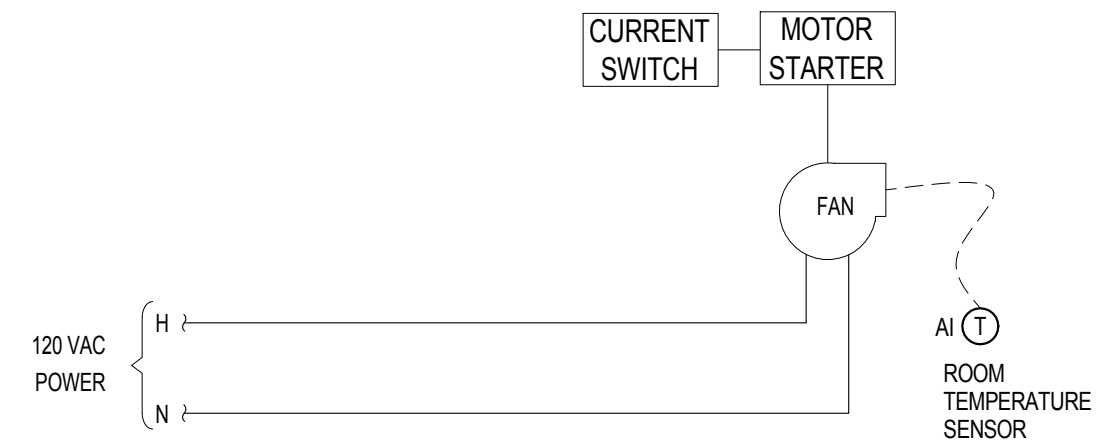 CURRENT
SWITCH
MOTOR
STARTER
FAN
120 VAC
POWER
H
N
AI T
ROOM
TEMPERATURE
SENSOR